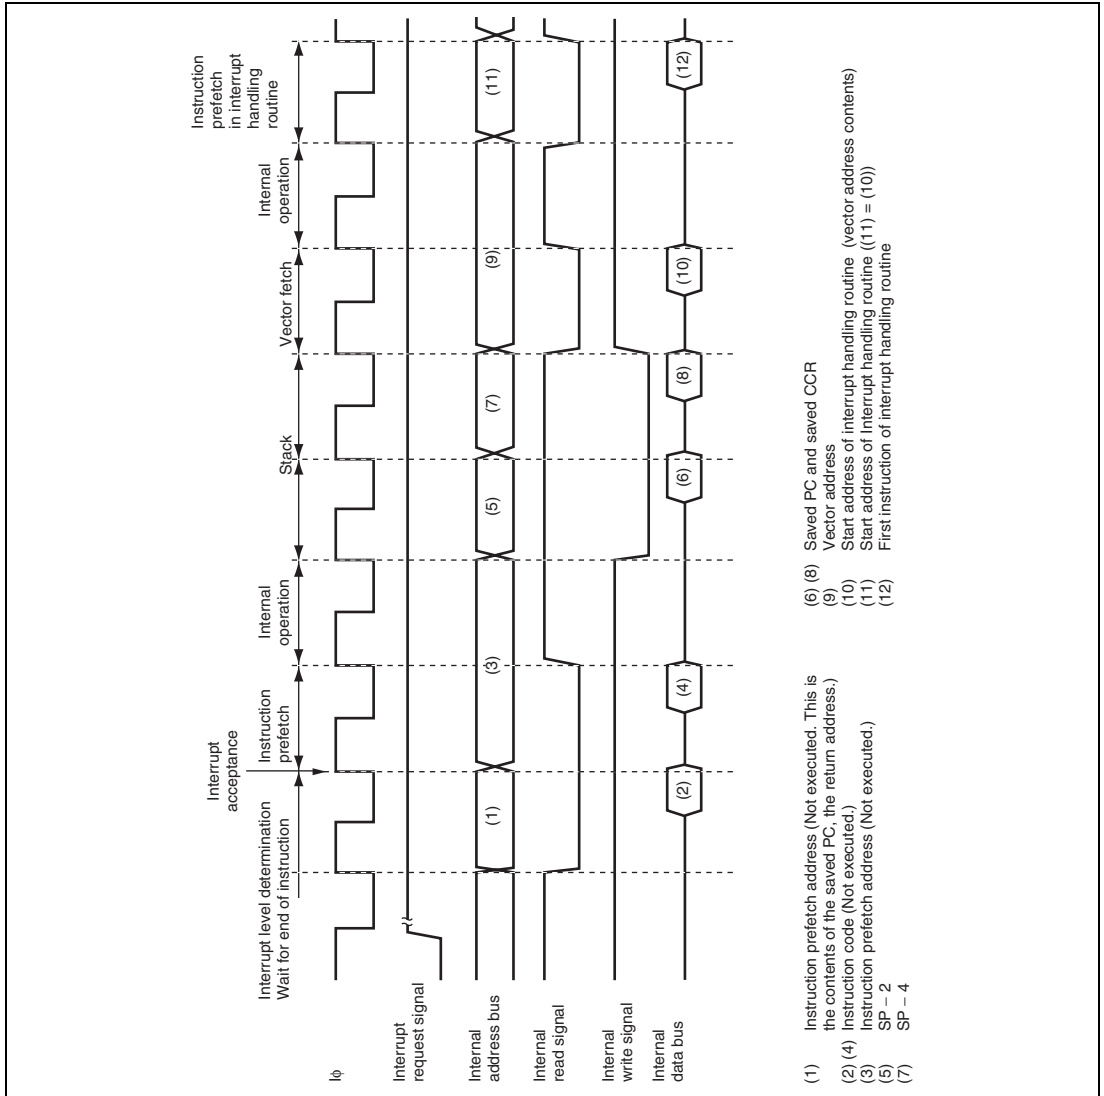 Interrupt level determination
Wait for end of instruction
Interrupt
acceptance
Instruction
prefetch
Internal
operation
Stack
Vector fetch
Internal
operation
Instruction
prefetch
in interrupt
handling
routine
Iϕ
Interrupt
request signal
Internal
address bus
(1)
(3)
(5)
(7)
(9)
(11)
Internal
read signal
Internal
write signal
Internal
data bus
(2)
(4)
(6)
(8)
(10)
(12)
(1) Instruction prefetch address (Not executed. This is
the contents of the saved PC, the return address.)
(2) (4) Instruction code (Not executed.)
(3) Instruction prefetch address (Not executed.)
(5) SP – 2
(7) SP – 4
(6) (8) Saved PC and saved CCR
(9) Vector address
(10) Start address of interrupt handling routine (vector address contents)
(11) Start address of Interrupt handling routine ((11) = (10))
(12) First instruction of interrupt handling routine